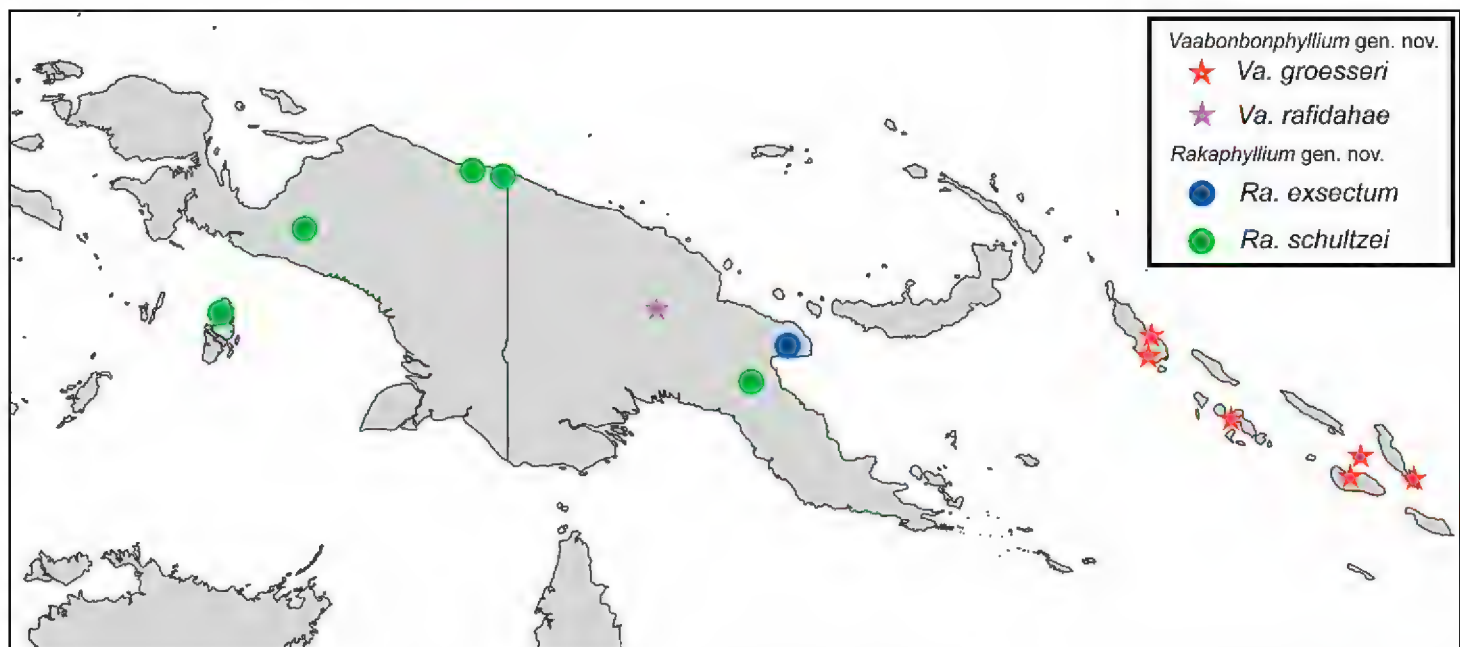 Vaabonbonphyllium gen. nov.
Va. groesseri
Va. rafidahae
Rakaphyllium gen. nov.
Ra. exsectum
Ra. schultzei